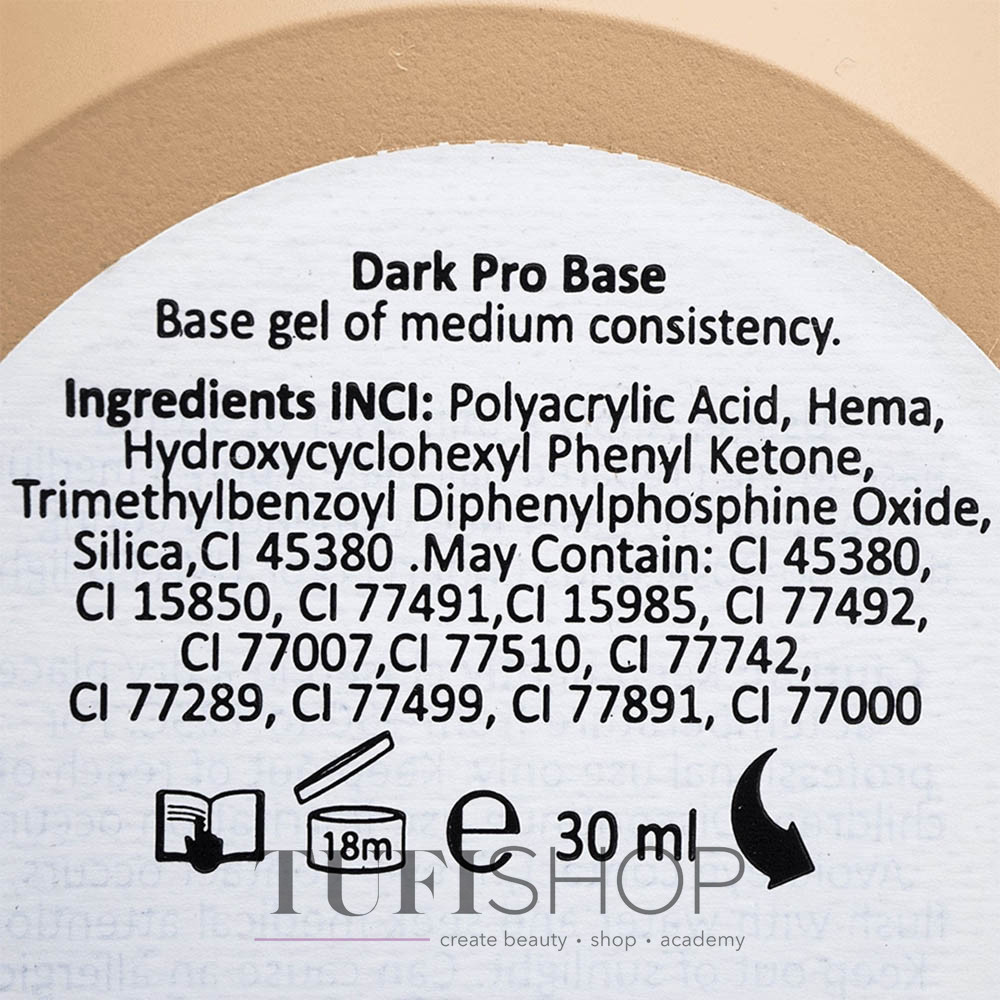 Dark Pro Base
Base gel of medium consistency.
Ingredients INCI: Polyacrylic Acid, Hema,
Hydroxycyclohexyl Phenyl Ketone,
Trimethylbenzoyl Diphenylphosphine Oxide,
Silica,CI 45380 .May Contain: CI 45380,
CI 15850, CI 77491,CI 15985, CI 77492,
CI 77007,CI 77510, CI 77742,
CI 77289, CI 77499, CI 77891, CI 77000
18m e 30 ml
TUFISHOP
create beauty · shop · academy